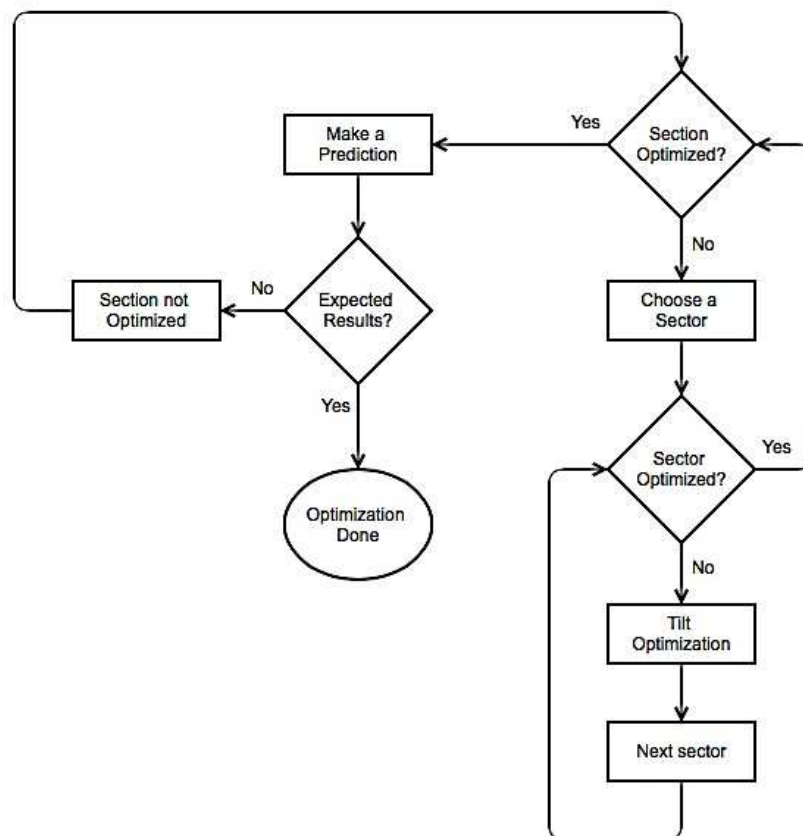 Yes
Section
Optimized?
Make a
Prediction
No
Section not
Optimized
No
Expected
Results?
Choose a
Sector
Yes
Sector
Optimized?
Yes
Optimization
Done
No
Tilt
Optimization
Next sector